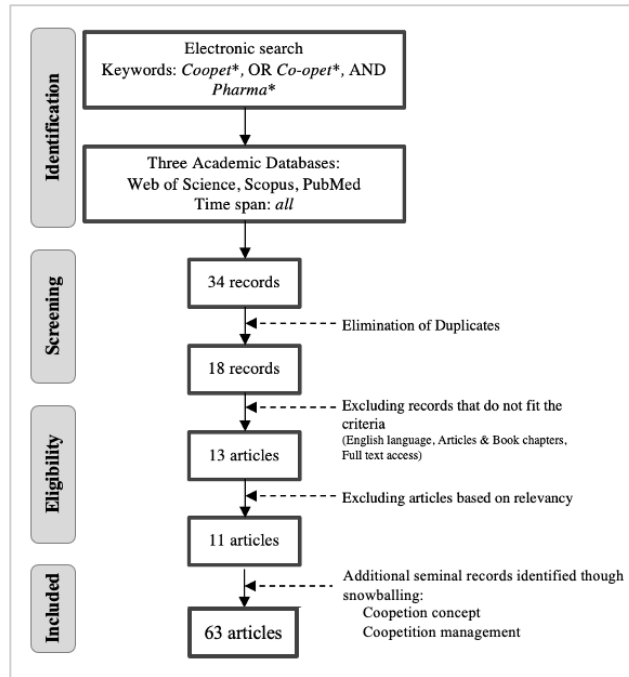 Identification
Electronic search
Keywords: Coopet*, OR Co-opet*, AND
Pharma*
Three Academic Databases:
Web of Science, Scopus, PubMed
Time span: all
Screening
34 records
Elimination of Duplicates
18 records
Eligibility
Excluding records that do not fit the
criteria
(English language, Articles & Book chapters,
Full text access)
13 articles
Excluding articles based on relevancy
11 articles
Included
Additional seminal records identified though
snowballing:
Coopetion concept
Coopetition management
63 articles